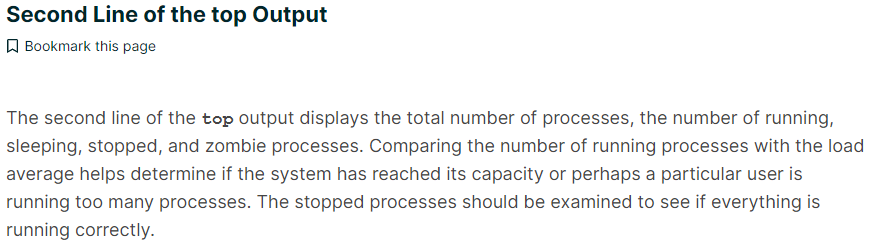 Second Line of the top Output
Bookmark this page
The second line of the top output displays the total number of processes, the number of running,
sleeping, stopped, and zombie processes. Comparing the number of running processes with the load
average helps determine if the system has reached its capacity or perhaps a particular user is
running too many processes. The stopped processes should be examined to see if everything is
running correctly.